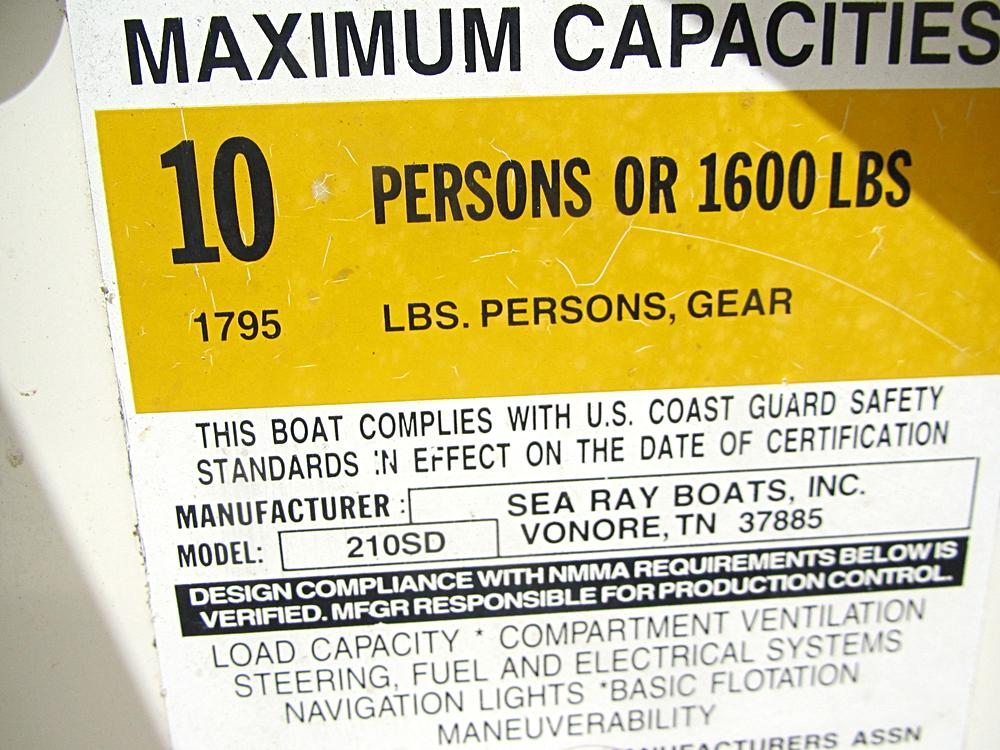 MAXIMUM CAPACITIES
10 PERSONS OR 1600 LBS
1795 LBS. PERSONS, GEAR
THIS BOAT COMPLIES WITH U.S. COAST GUARD SAFETY
STANDARDS IN EFFECT ON THE DATE OF CERTIFICATION
MANUFACTURER : SEA RAY BOATS, INC.
VONORE, TN 37885
MODEL: 210SD
DESIGN COMPLIANCE WITH NMMA REQUIREMENTS BELOW IS
VERIFIED. MFGR RESPONSIBLE FOR PRODUCTION CONTROL.
LOAD CAPACITY * COMPARTMENT VENTILATION
STEERING, FUEL AND ELECTRICAL SYSTEMS
NAVIGATION LIGHTS *BASIC FLOTATION
MANEUVERABILITY
MANUFACTURERS ASSN